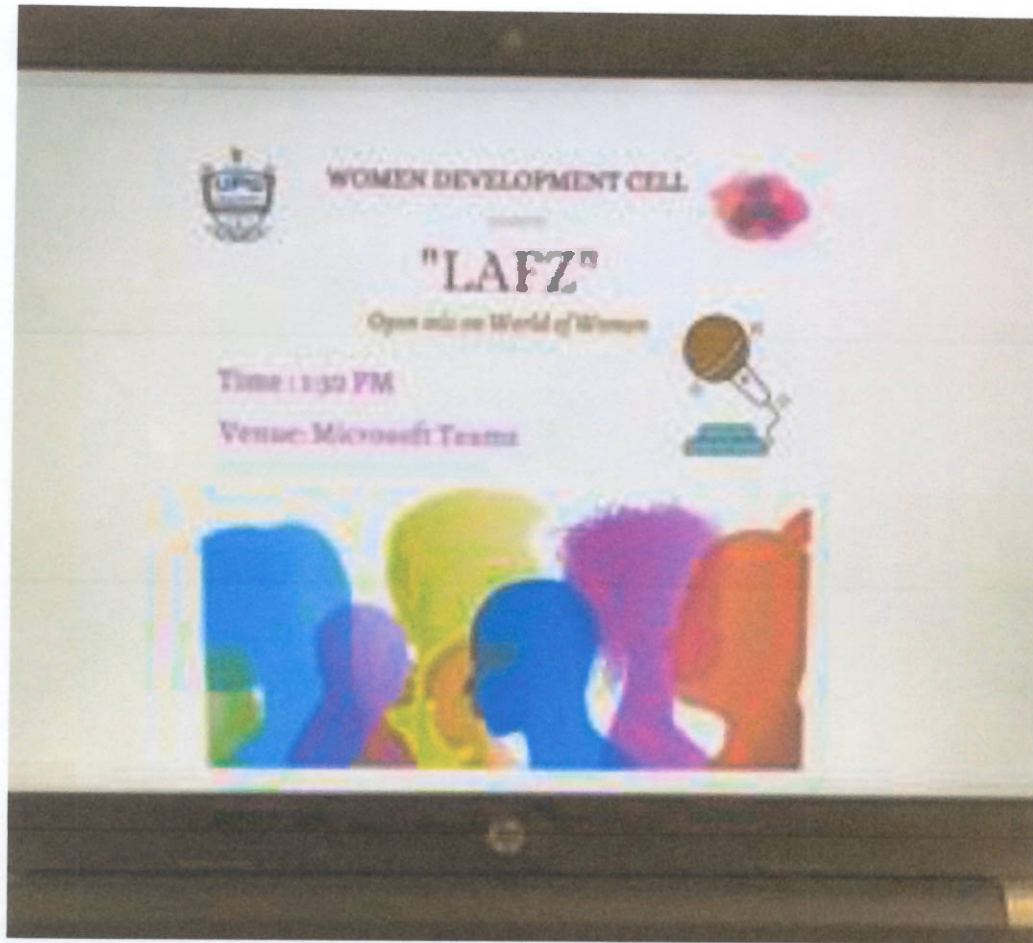 WOMEN DEVELOPMENT CELL
"LAFZ"
Open mic on World of Women
Time : 1:30 PM
Venue: Microsoft Teams